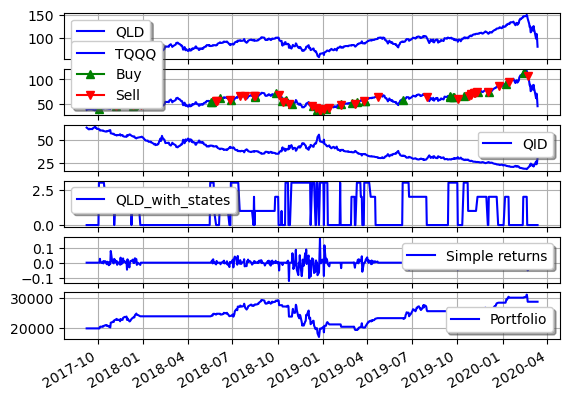 150
QLD
100
TQQQ
100
Buy
50
Sell
50
QID
25
2.5
QLD_with_states
0.0
0.1
Simple returns
0.0
−0.1
30000
Portfolio
20000
2017-10 2018-01 2018-04 2018-07 2018-10 2019-01 2019-04 2019-07 2019-10 2020-01 2020-04